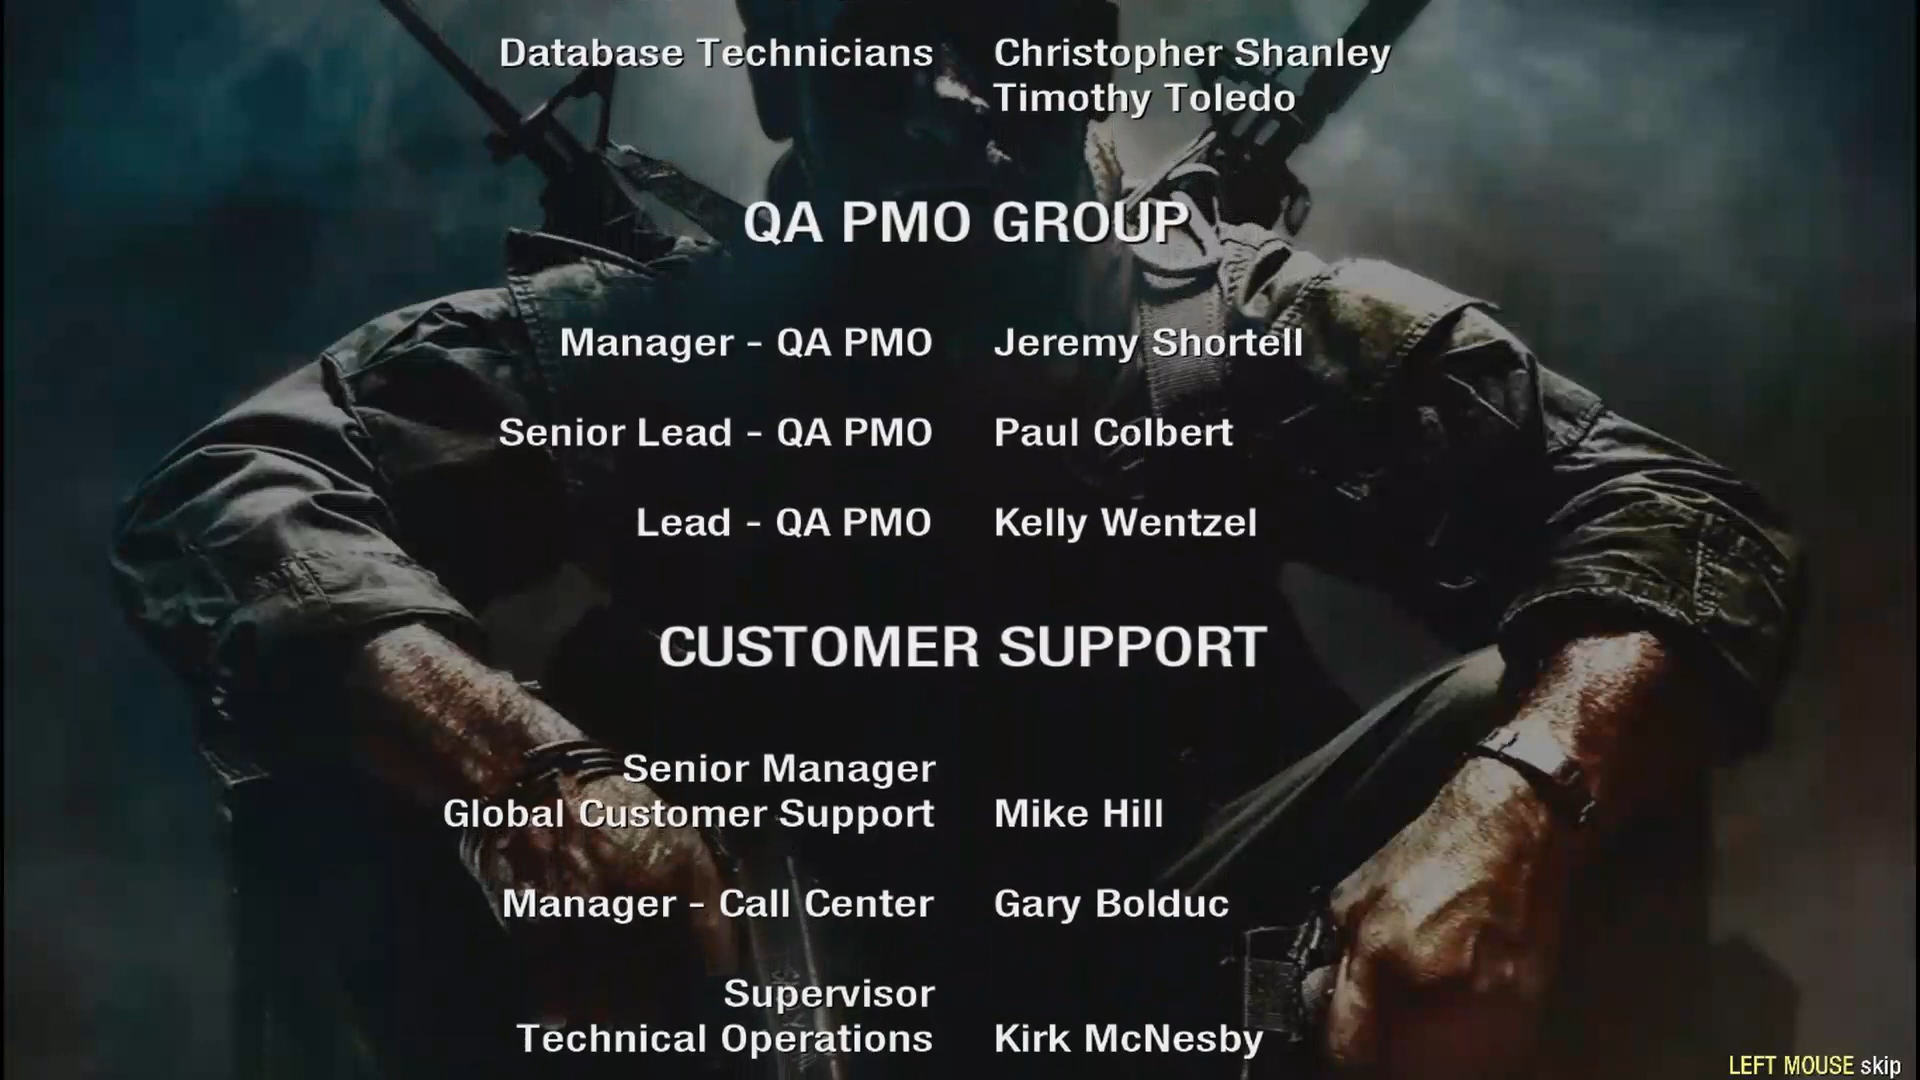 Database Technicians Christopher Shanley
Timothy Toledo
QA PMO GROUP
Manager - QA PMO Jeremy Shortell
Senior Lead - QA PMO Paul Colbert
Lead - QA PMO Kelly Wentzel
CUSTOMER SUPPORT
Senior Manager
Global Customer Support Mike Hill
Manager - Call Center Gary Bolduc
Supervisor
Technical Operations Kirk McNesby
LEFT MOUSE skip